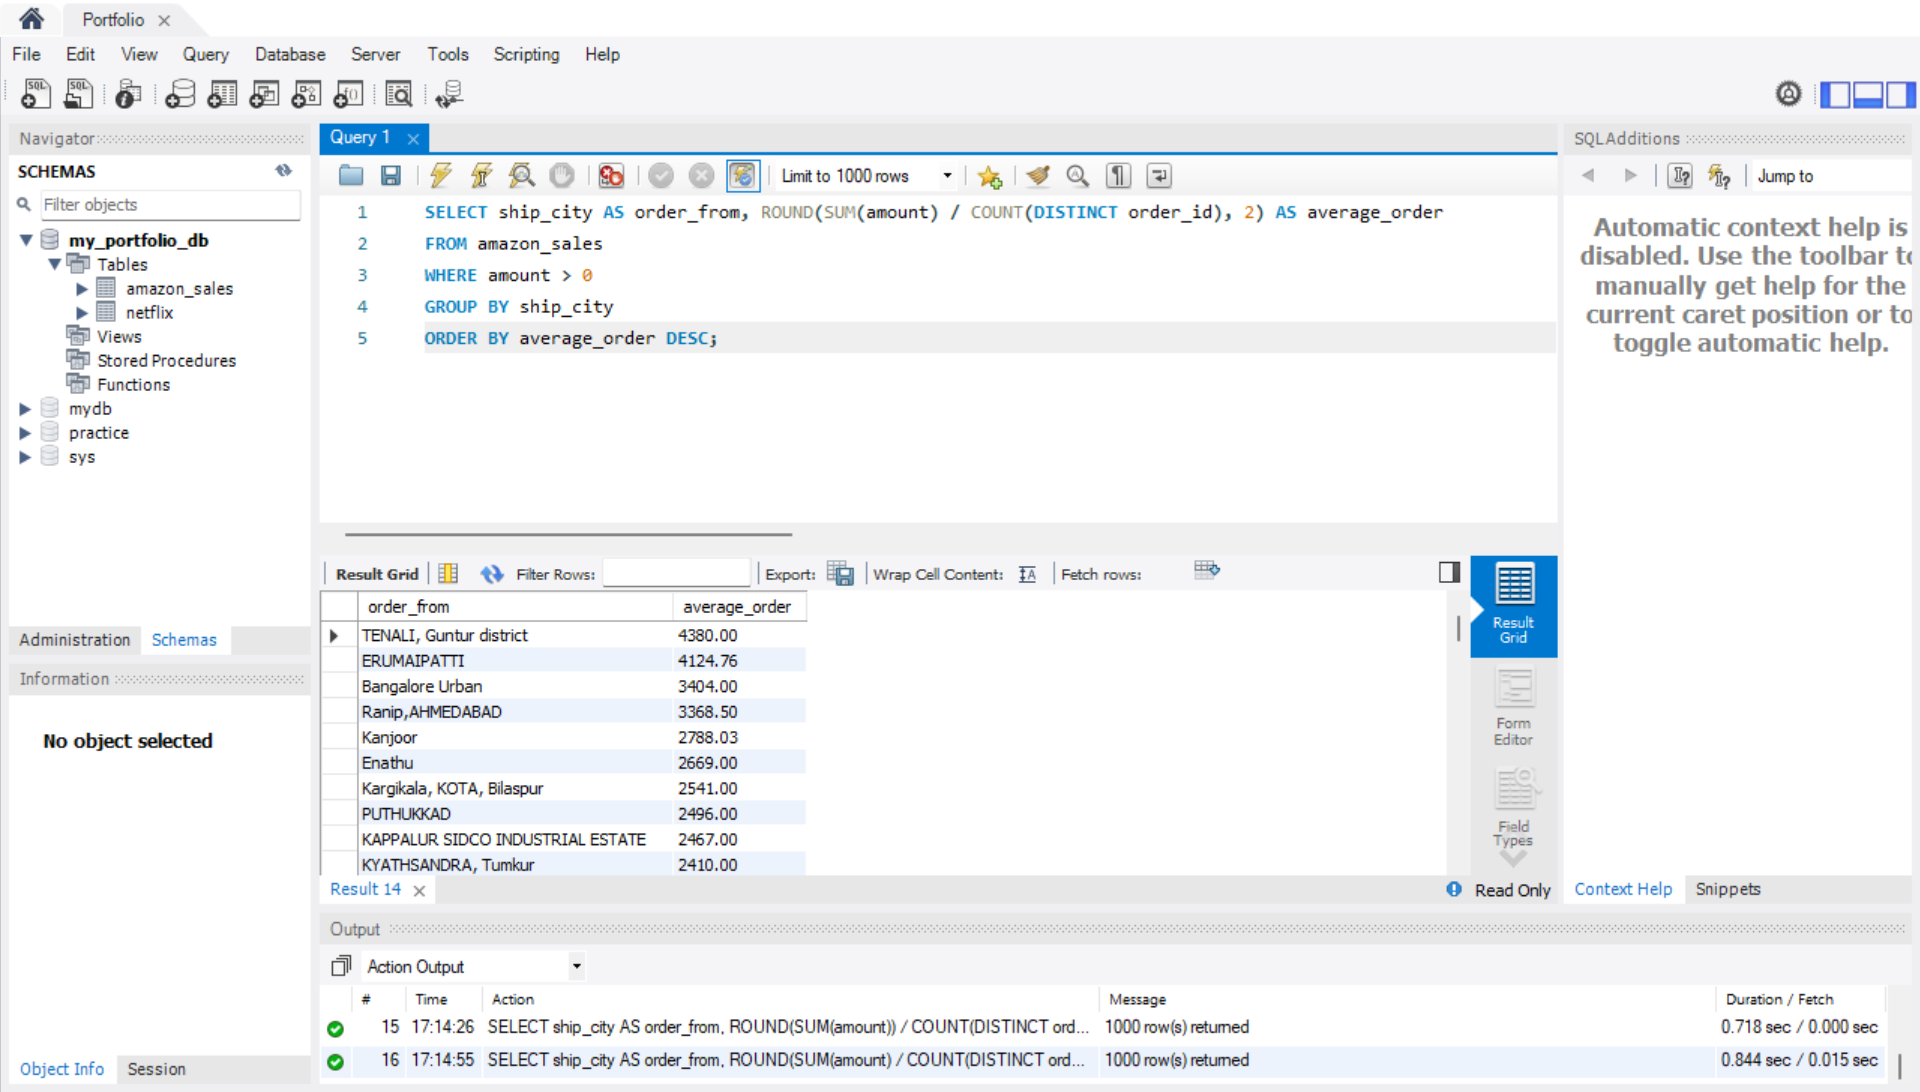 Portfolio
File Edit View Query Database Server Tools Scripting Help
Navigator
SCHEMAS
Filter objects
my_portfolio_db
Tables
amazon_sales
netflix
Views
Stored Procedures
Functions
mydb
practice
sys
Administration Schemas
Information
No object selected
Object Info Session
Query 1
Limit to 1000 rows
1 SELECT ship_city AS order_from, ROUND(SUM(amount) / COUNT(DISTINCT order_id), 2) AS average_order
2 FROM amazon_sales
3 WHERE amount > 0
4 GROUP BY ship_city
5 ORDER BY average_order DESC;
Result Grid Filter Rows: Export: Wrap Cell Content: Fetch rows:
order_from average_order
TENALI, Guntur district 4380.00
ERUMAIPATTI 4124.76
Bangalore Urban 3404.00
Ranip,AHMEDABAD 3368.50
Kanjoor 2788.03
Enathu 2669.00
Kargikala, KOTA, Bilaspur 2541.00
PUTHUKKAD 2496.00
KAPPALUR SIDCO INDUSTRIAL ESTATE 2467.00
KYATHSANDRA, Tumkur 2410.00
Result
Grid
Form
Editor
Field
Types
Result 14
Read Only
SQLAdditions
Jump to
Automatic context help is
disabled. Use the toolbar to
manually get help for the
current caret position or to
toggle automatic help.
Context Help Snippets
Output
Action Output
# Time Action Message Duration / Fetch
15 17:14:26 SELECT ship_city AS order_from, ROUND(SUM(amount)) / COUNT(DISTINCT ord... 1000 row(s) returned 0.718 sec / 0.000 sec
16 17:14:55 SELECT ship_city AS order_from, ROUND(SUM(amount) / COUNT(DISTINCT ord... 1000 row(s) returned 0.844 sec / 0.015 sec